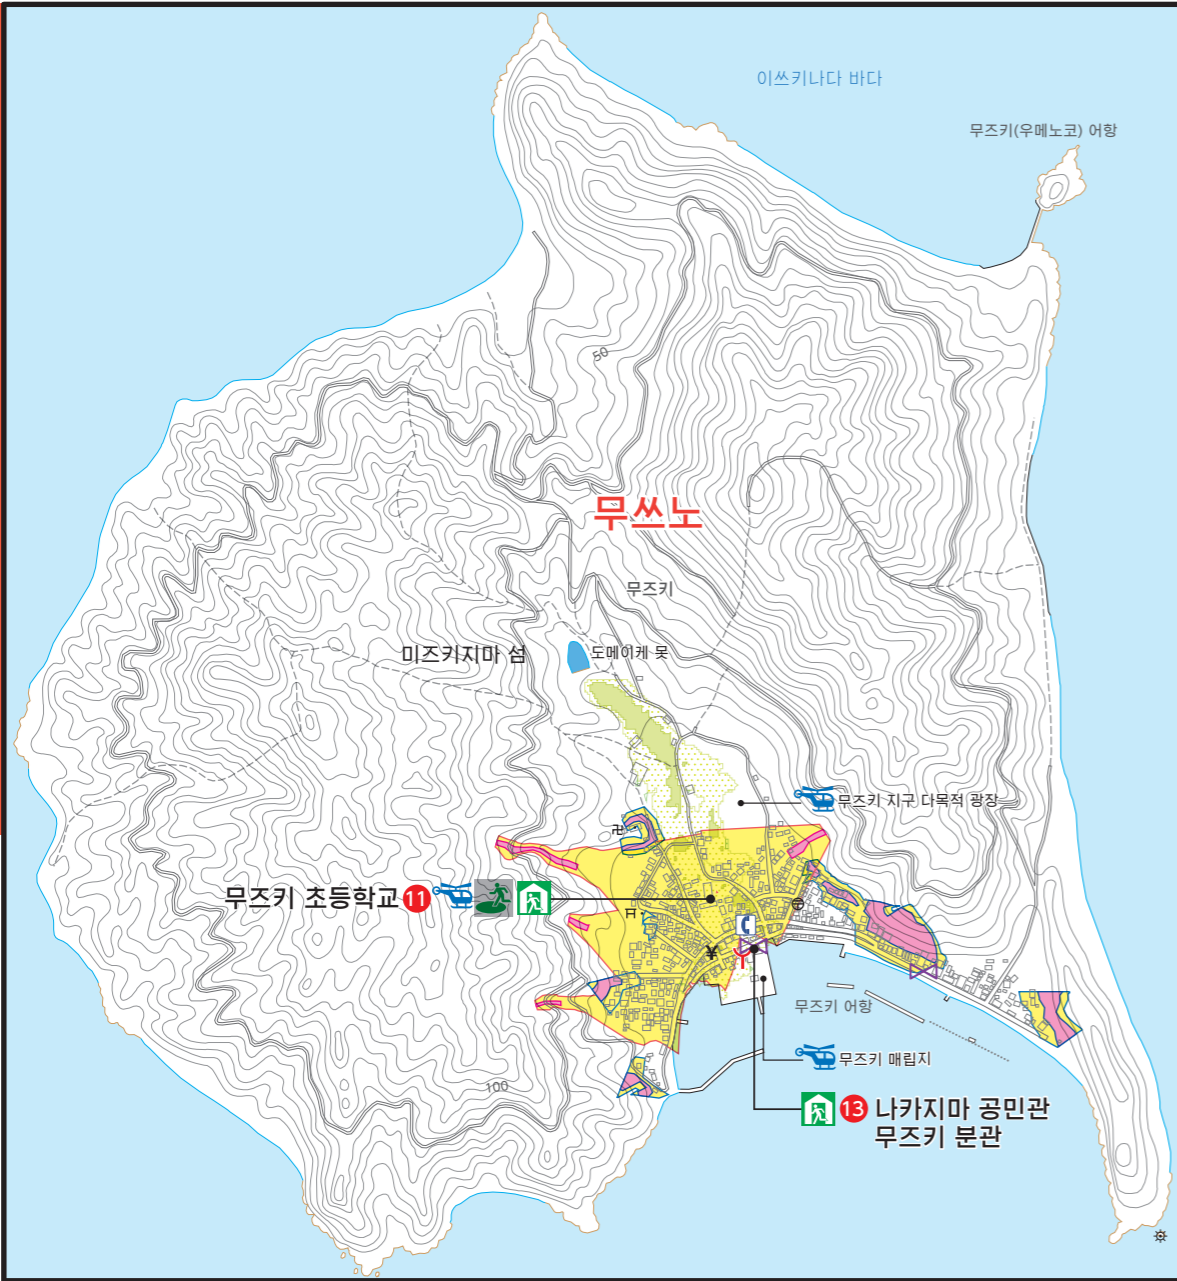 이쓰키나다 바다
무즈키(우메노코) 어항
50
무쓰노
무즈키
미즈키지마 섬
도메이케 못
무즈키 지구 다목적 광장
卍
무즈키 초등학교 11
¥
무즈키 어항
무즈키 매립지
100
13 나카지마 공민관
무즈키 분관